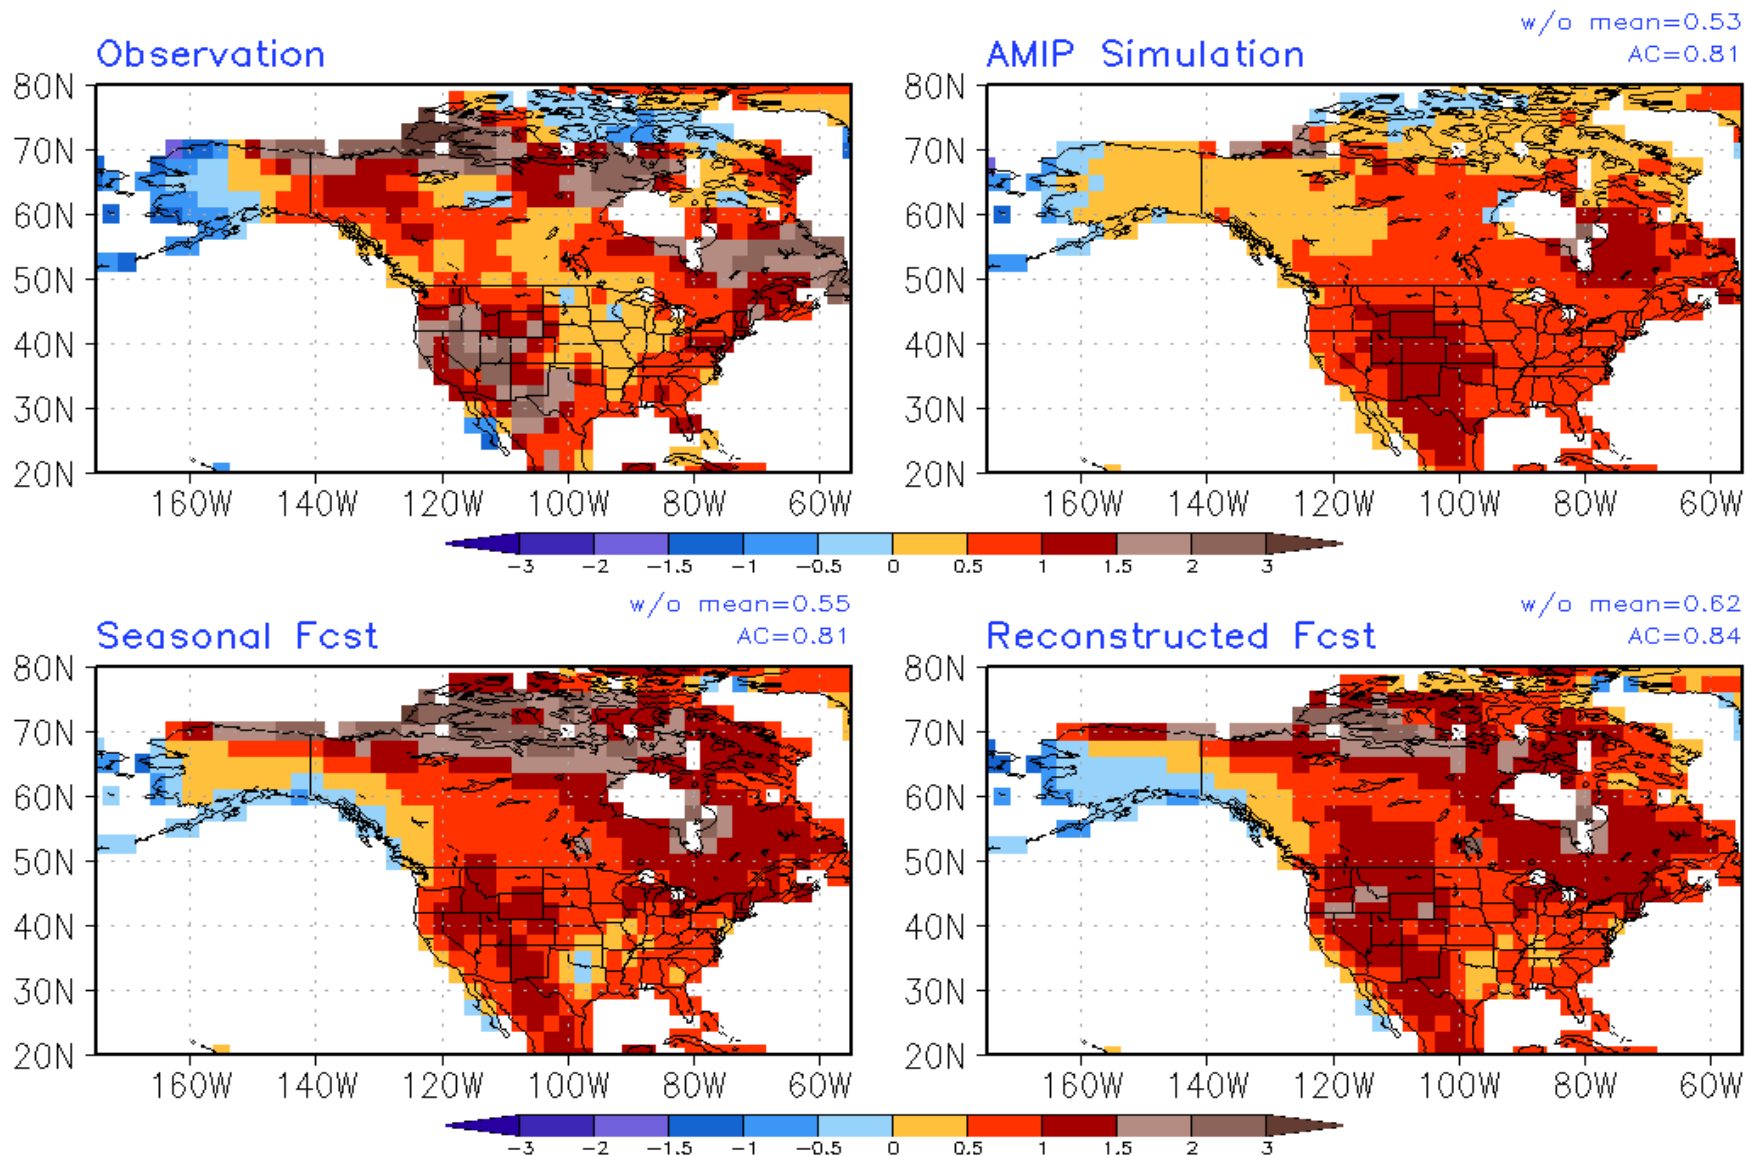 w/o mean=0.53
Observation
AMIP Simulation
AC=0.81
80N
70N
60N
50N
40N
30N
20N
160W 140W 120W 100W 80W 60W
80N
70N
60N
50N
40N
30N
20N
160W 140W 120W 100W 80W 60W
-3 -2 -1.5 -1 -0.5 0 0.5 1 1.5 2 3
w/o mean=0.55
Seasonal Fcst
AC=0.81
w/o mean=0.62
Reconstructed Fcst
AC=0.84
80N
70N
60N
50N
40N
30N
20N
160W 140W 120W 100W 80W 60W
80N
70N
60N
50N
40N
30N
20N
160W 140W 120W 100W 80W 60W
-3 -2 -1.5 -1 -0.5 0 0.5 1 1.5 2 3